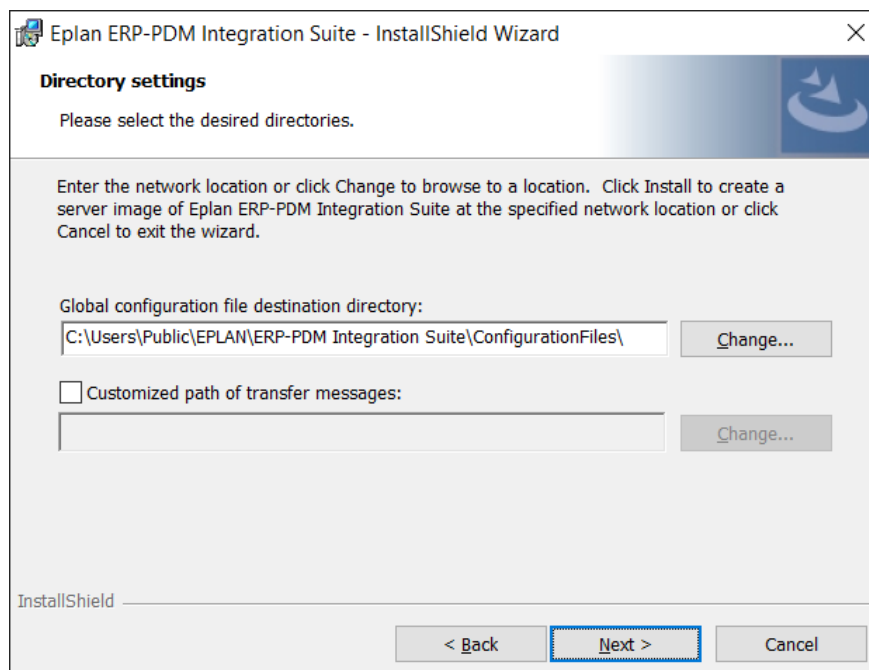 Eplan ERP-PDM Integration Suite - InstallShield Wizard
Directory settings
Please select the desired directories.
Enter the network location or click Change to browse to a location.  Click Install to create a
server image of Eplan ERP-PDM Integration Suite at the specified network location or click
Cancel to exit the wizard.
Global configuration file destination directory:
C:\Users\Public\EPLAN\ERP-PDM Integration Suite\ConfigurationFiles\
Change...
Customized path of transfer messages:
Change...
InstallShield
< Back
Next >
Cancel